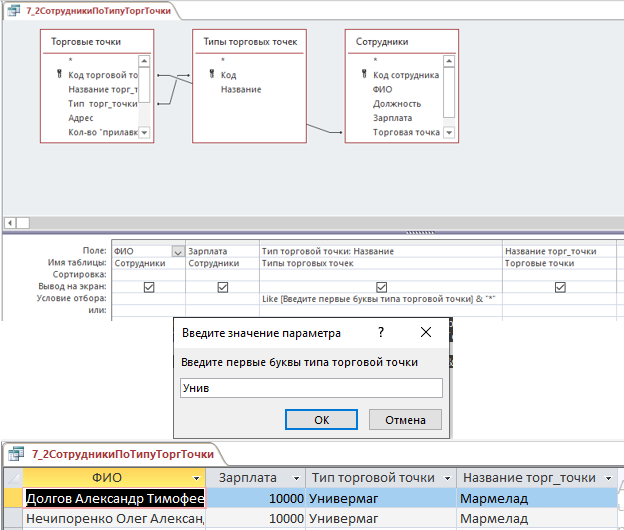 7_2СотрудникиПоТипуТоргТочки
Торговые точки
*
Код торговой то
Название торг_т
Тип торг_точки
Адрес
Кол-во "прилавк
Типы торговых точек
*
Код
Название
Сотрудники
*
Код сотрудника
ФИО
Должность
Зарплата
Торговая точка
Поле: ФИО Зарплата Тип торговой точки: Название Название торг_точки
Имя таблицы: Сотрудники Сотрудники Типы торговых точек Торговые точки
Сортировка:
Вывод на экран:
Условие отбора: Like [Введите первые буквы типа торговой точки] & "*"
или:
Введите значение параметра ? ×
Введите первые буквы типа торговой точки
Унив
ОК Отмена
7_2СотрудникиПоТипуТоргТочки
ФИО Зарплата Тип торговой точки Название торг_точки
Долгов Александр Тимофее 10000 Универмаг Мармелад
Нечипоренко Олег Алексан 10000 Универмаг Мармелад